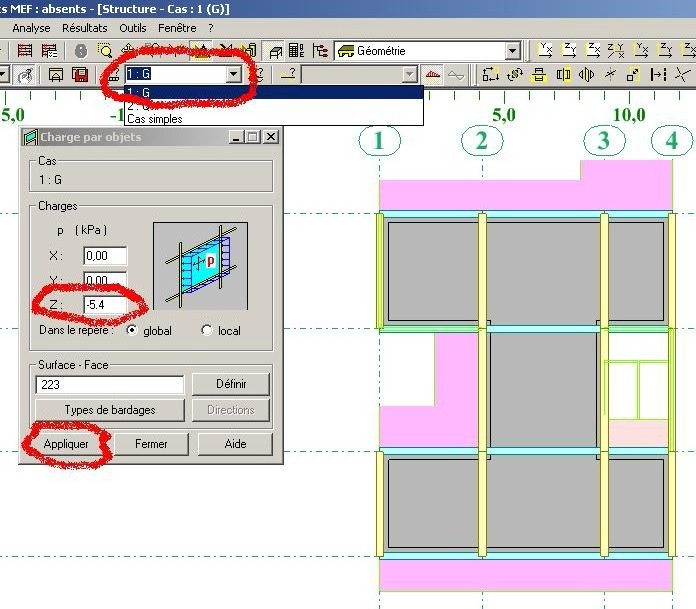 ts MEF : absents - [Structure - Cas : 1 (G)]
Analyse Résultats Outils Fenêtre ?
Géométrie
1 : G
1 : G
Cas simples
5,0 -1 5,0 10,0
1 2 3 4
Charge par objets
Cas
1 : G
Charges
p (kPa)
X : 0,00
Y : 0,00
Z : -5.4
p
Dans le repère : global local
Surface - Face
223 Définir
Types de bardages Directions
Appliquer Fermer Aide